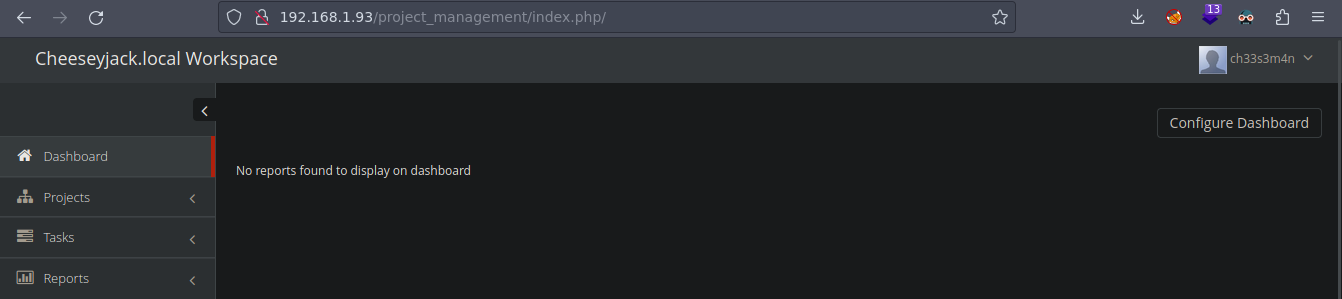 192.168.1.93/project_management/index.php/
13
Cheeseyjack.local Workspace
ch33s3m4n
Configure Dashboard
Dashboard
No reports found to display on dashboard
Projects
Tasks
Reports